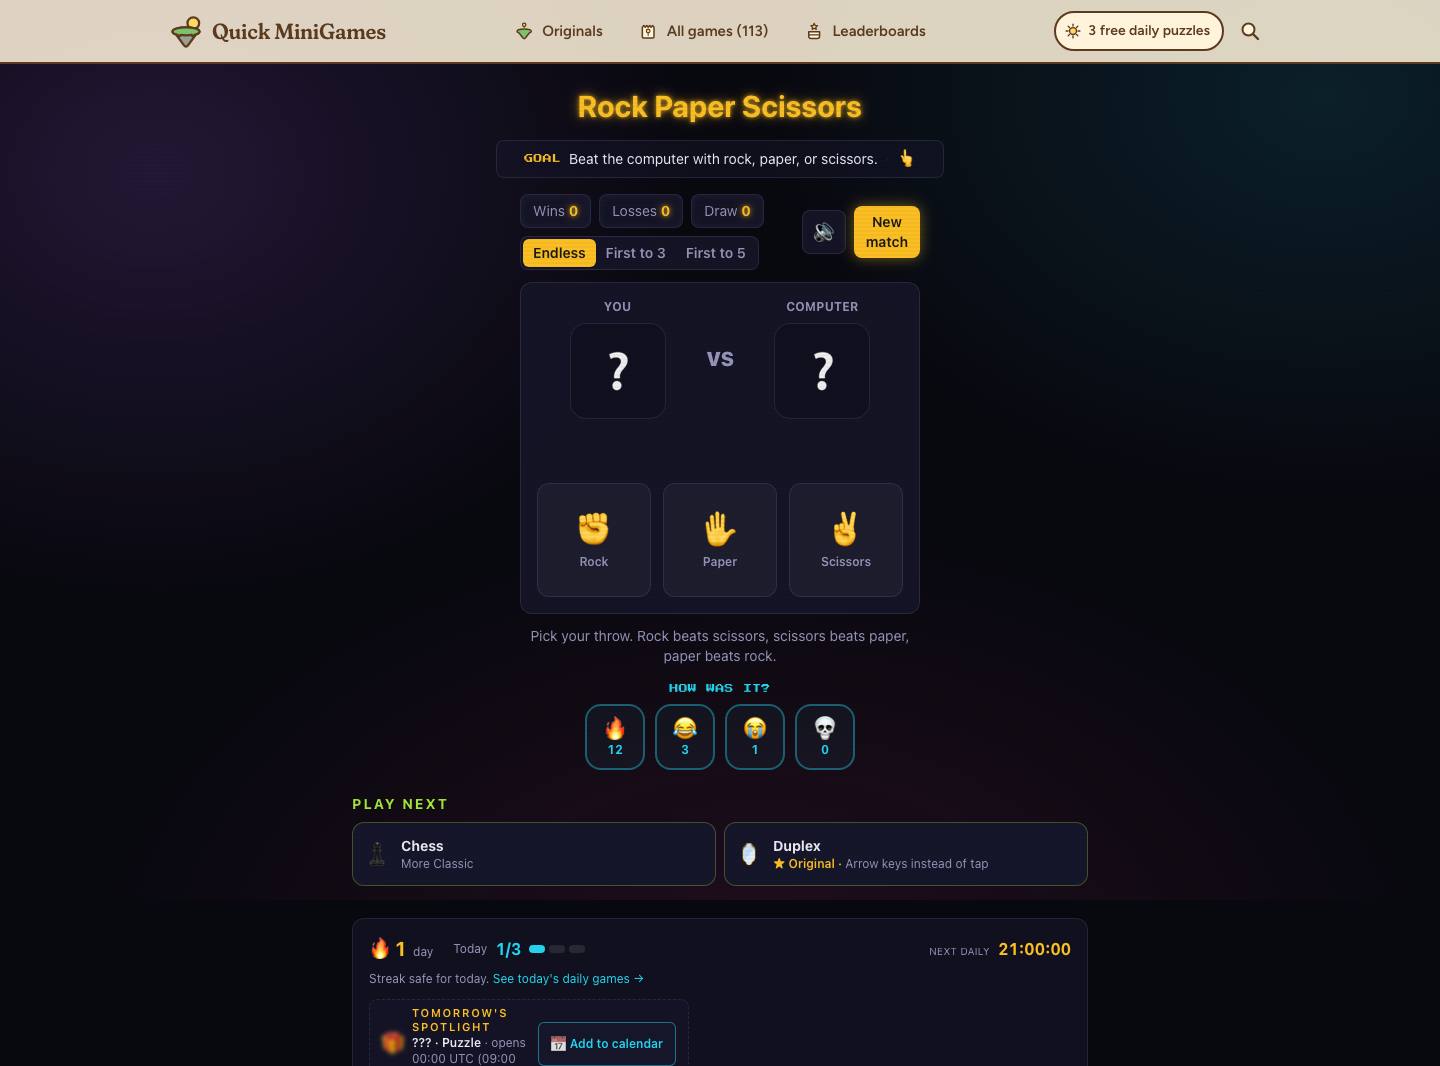 Quick MiniGames
Originals
All games (113)
Leaderboards
3 free daily puzzles
Rock Paper Scissors
GOAL Beat the computer with rock, paper, or scissors.
Wins 0
Losses 0
Draw 0
New
match
Endless
First to 3
First to 5
YOU
COMPUTER
?
VS
?
Rock
Paper
Scissors
Pick your throw. Rock beats scissors, scissors beats paper,
paper beats rock.
HOW WAS IT?
12
3
1
0
PLAY NEXT
Chess
More Classic
Duplex
Original · Arrow keys instead of tap
1 day
Today 1/3
NEXT DAILY 21:00:00
Streak safe for today. See today's daily games →
TOMORROW'S
SPOTLIGHT
??? · Puzzle · opens
00:00 UTC (09:00
Add to calendar